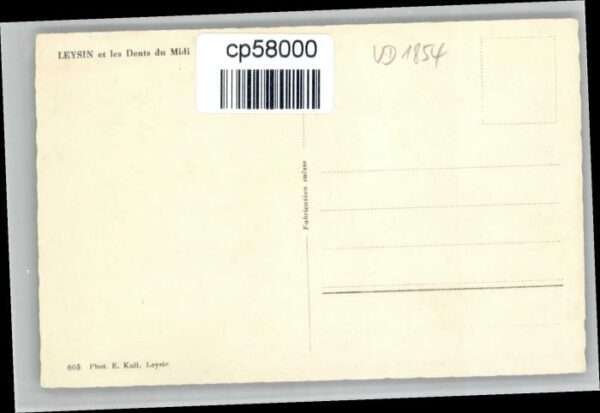 LEYSIN et les Dents du Midi
cp58000
VD 1854
Fabrication suisse
605 Phot. E. Kull, Leysin